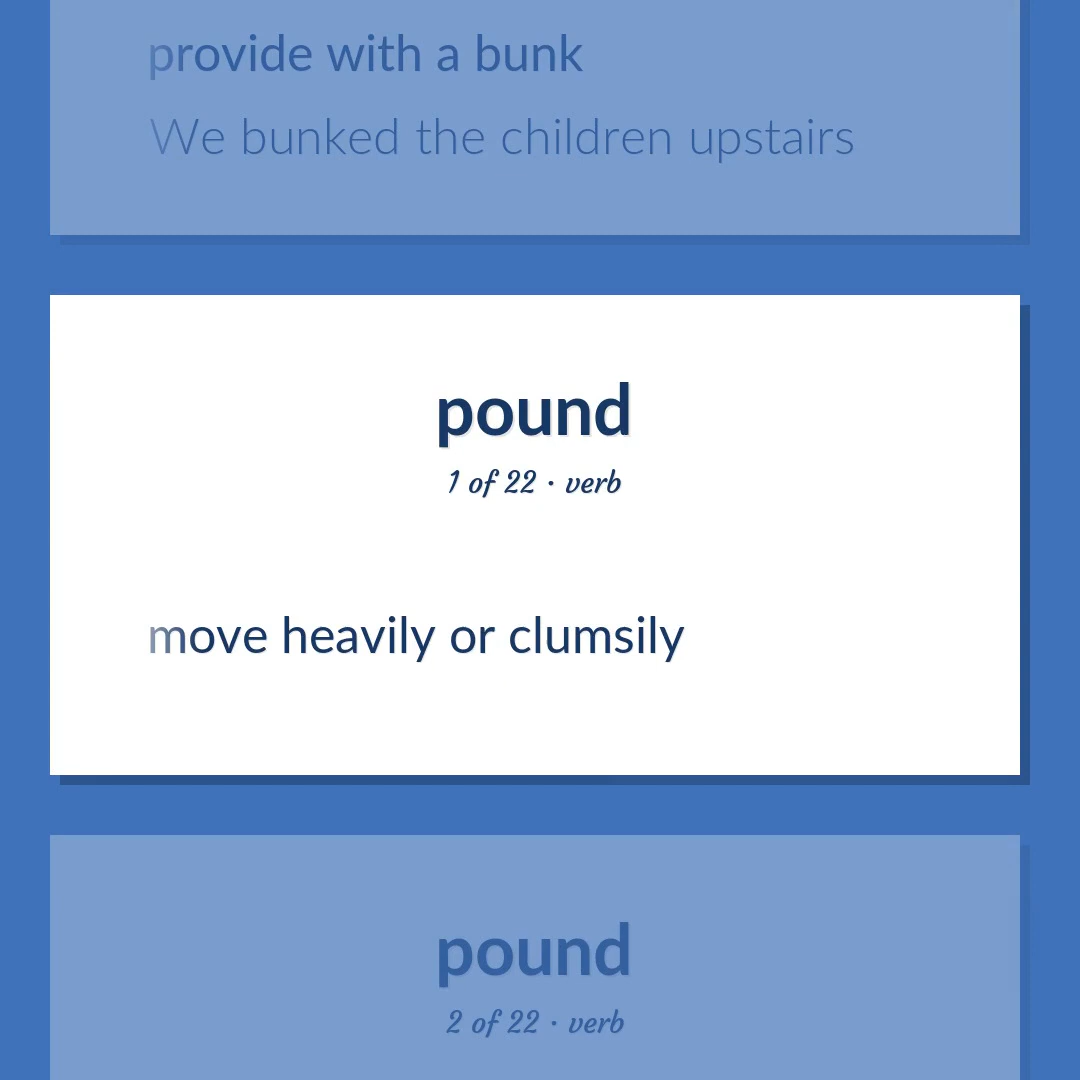 provide with a bunk
We bunked the children upstairs
pound
1 of 22 · verb
move heavily or clumsily
pound
2 of 22 · verb